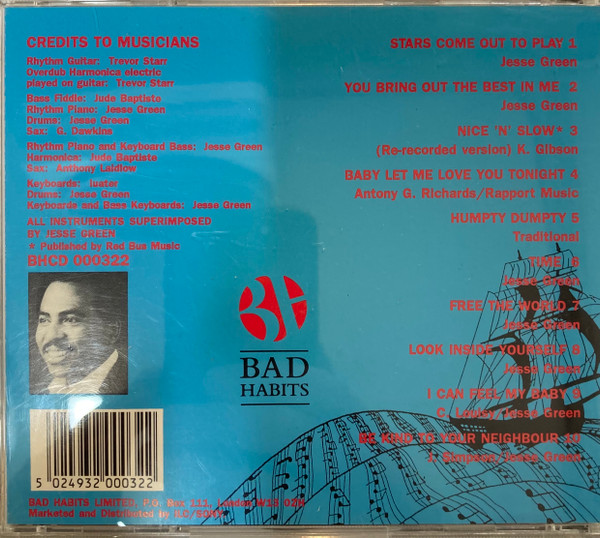 CREDITS TO MUSICIANS
Rhythm Guitar: Trevor Starr
Overdub Harmonica electric
played on guitar: Trevor Starr
Bass Fiddle: Jude Baptiste
Rhythm Piano: Jesse Green
Drums: Jesse Green
Sax: G. Dawkins
Rhythm Piano and Keyboard Bass: Jesse Green
Harmonica: Jude Baptiste
Sax: Anthony Laidlow
Keyboards:
Drums: Jesse Green
Keyboards and Bass Keyboards: Jesse Green
ALL INSTRUMENTS SUPERIMPOSED
BY JESSE GREEN
* Published by Red Bus Music
BHCD 000322
5 024932 000322
BAD HABITS LIMITED, P.O. Box 111, London
Marketed and Distributed in
BAD
HABITS
STARS COME OUT TO PLAY 1
Jesse Green
YOU BRING OUT THE BEST IN ME 2
Jesse Green
NICE 'N' SLOW* 3
(Re-recorded version) K. Gibson
BABY LET ME LOVE YOU TONIGHT 4
Antony G. Richards/Rapport Music
HUMPTY DUMPTY 5
Traditional
TIME 6
Jesse Green
FREE THE WORLD 7
Jesse Green
LOOK INSIDE YOURSELF 8
Jesse Green
I CAN FEEL MY BABY 9
C. /Jesse Green
BE KIND TO YOUR NEIGHBOUR 10
J. Simpson/Jesse Green